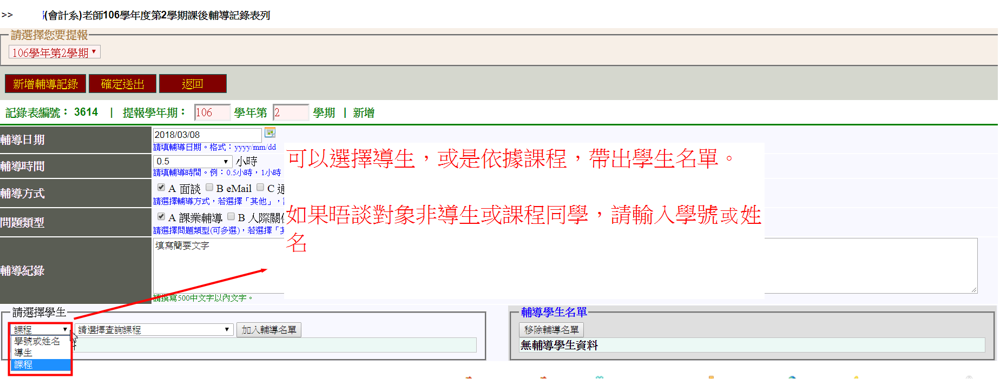 >> (會計系)老師106學年度第2學期課後輔導記錄表列
請選擇您要提報
106學年第2學期
新增輔導記錄 確定送出 返回
記錄表編號： 3614 | 提報學年期： 106 學年第 2 學期 | 新增
輔導日期 2018/03/08
請填輔導日期。格式：yyyy/mm/dd
可以選擇導生，或是依據課程，帶出學生名單。
輔導時間 0.5 小時
請填輔導時間。例：0.5小時，1小時
輔導方式 A 面談 B eMail C 通
請選擇輔導方式，若選擇「其他」，
如果晤談對象非導生或課程同學，請輸入學號或姓
名
問題類型 A 課業輔導 B 人際關係
請選擇問題類型(可多選)，若選擇「其
輔導紀錄 填寫簡要文字
請撰寫500中文字以內文字。
請選擇學生
課程 請選擇查詢課程 加入輔導名單
學號或姓名
導生
課程
輔導學生名單
移除輔導名單
無輔導學生資料